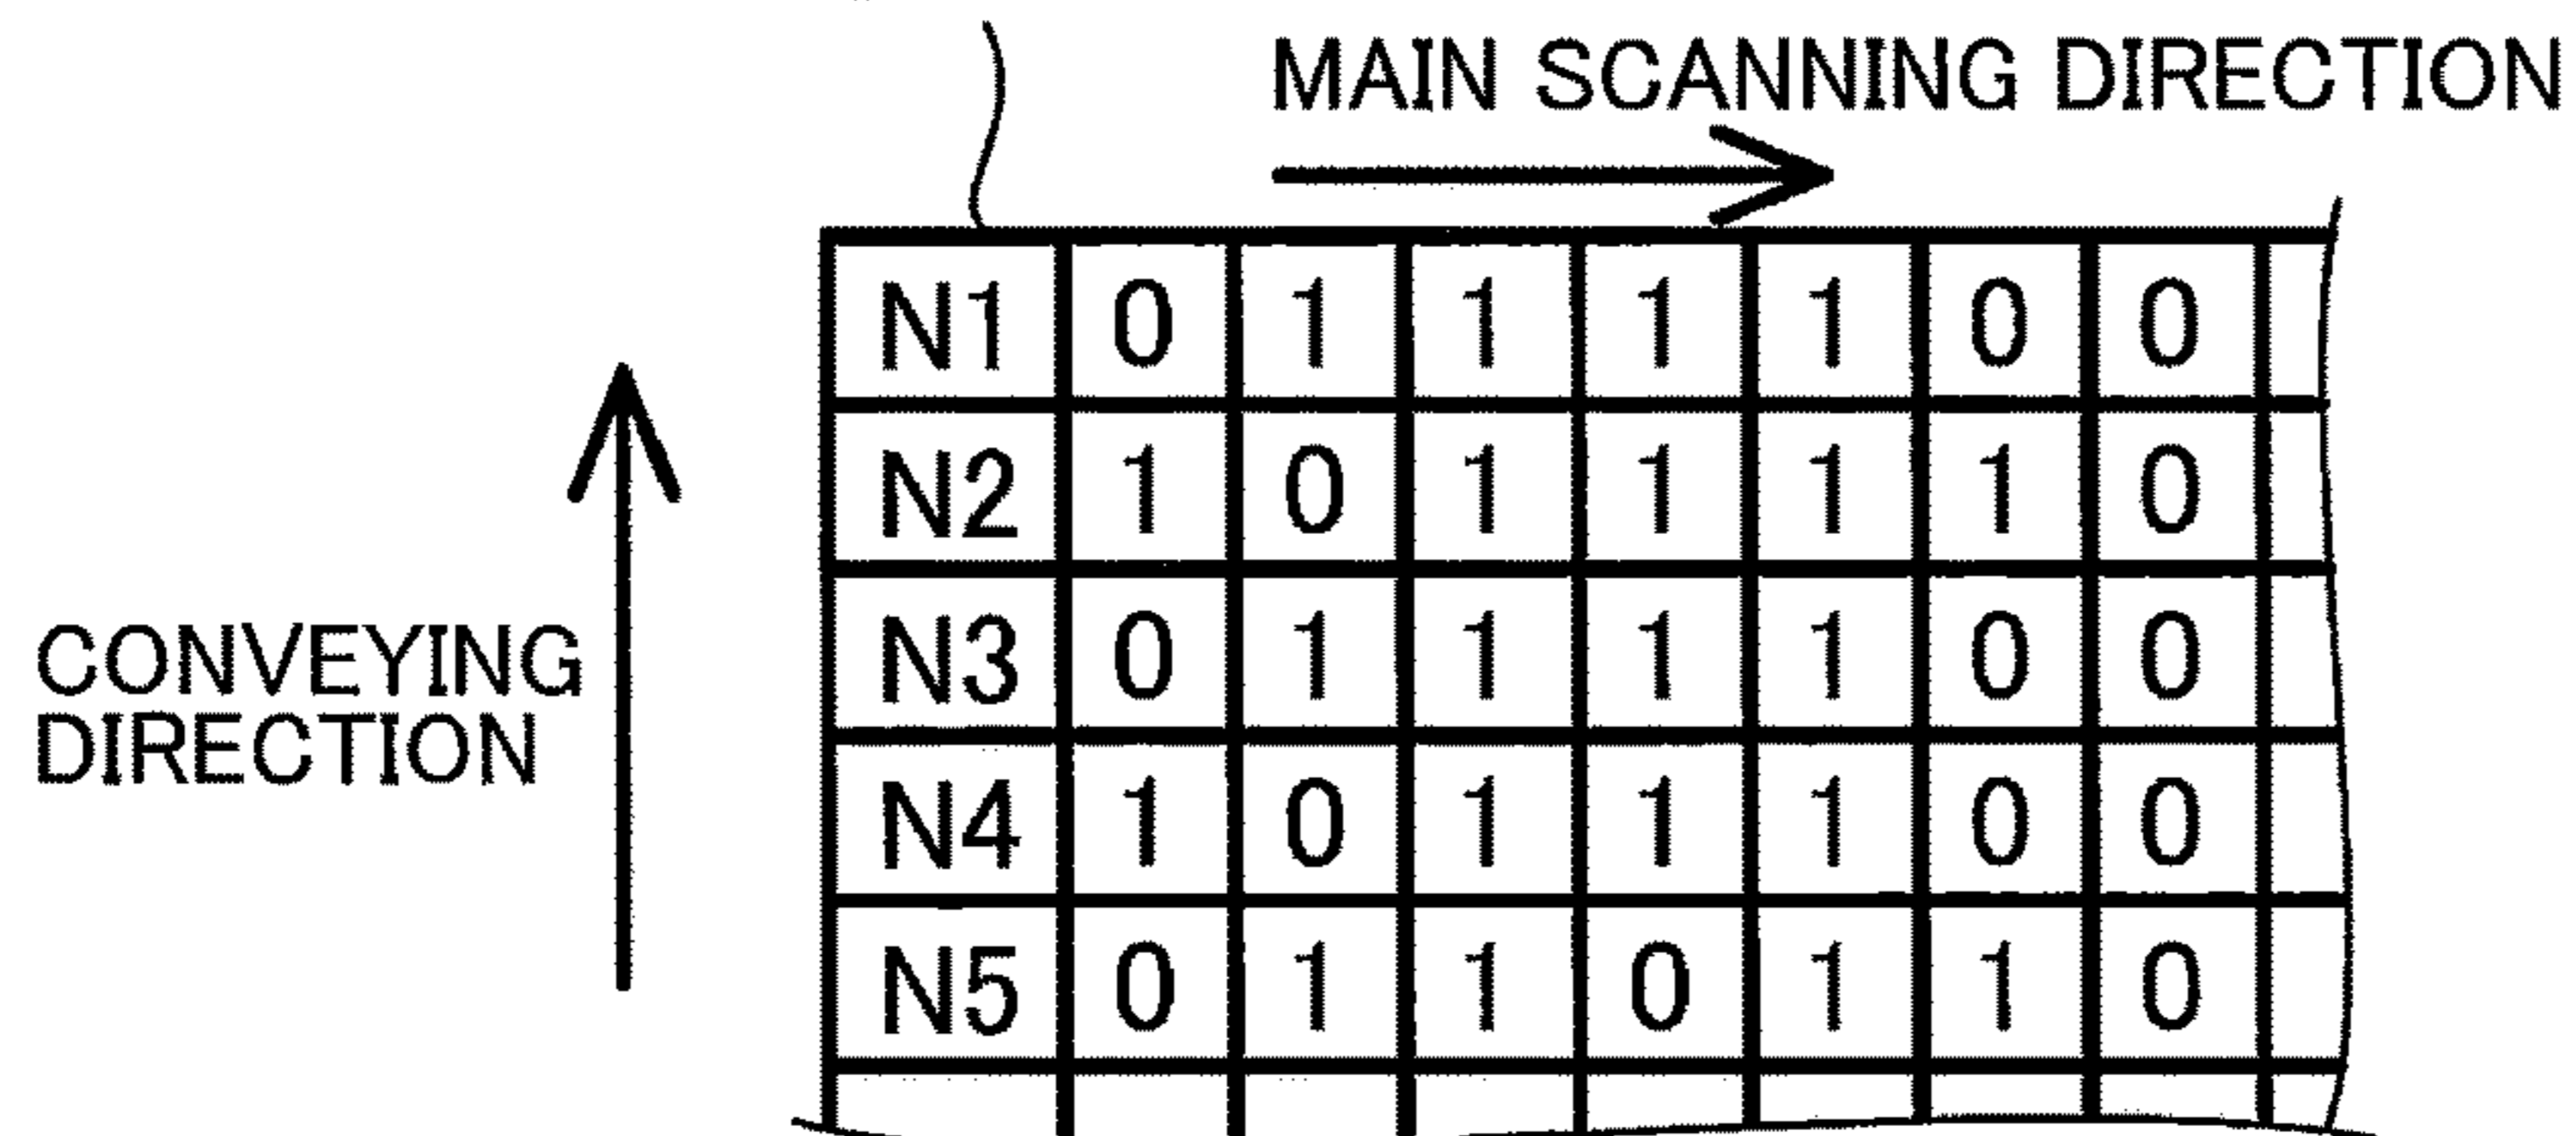 MAIN SCANNING DIRECTION
N1 0 1 1 1 1 0 0
N2 1 0 1 1 1 1 0
N3 0 1 1 1 1 0 0
N4 1 0 1 1 1 0 0
N5 0 1 1 0 1 1 0
CONVEYING
DIRECTION